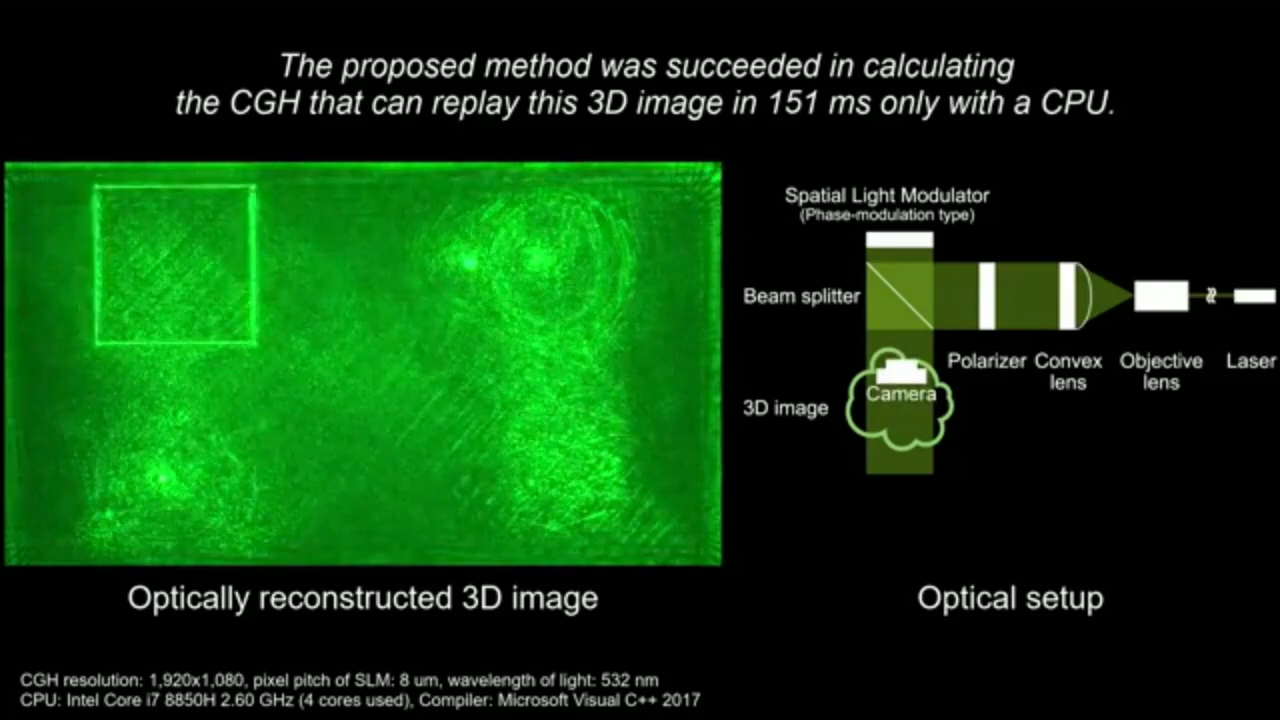 The proposed method was succeeded in calculating
the CGH that can replay this 3D image in 151 ms only with a CPU.
Spatial Light Modulator
(Phase-modulation type)
Beam splitter
Polarizer
Convex
lens
Objective
lens
Laser
Camera
3D image
Optically reconstructed 3D image
Optical setup
CGH resolution: 1,920x1,080, pixel pitch of SLM: 8 um, wavelength of light: 532 nm
CPU: Intel Core i7 8850H 2.60 GHz (4 cores used), Compiler: Microsoft Visual C++ 2017